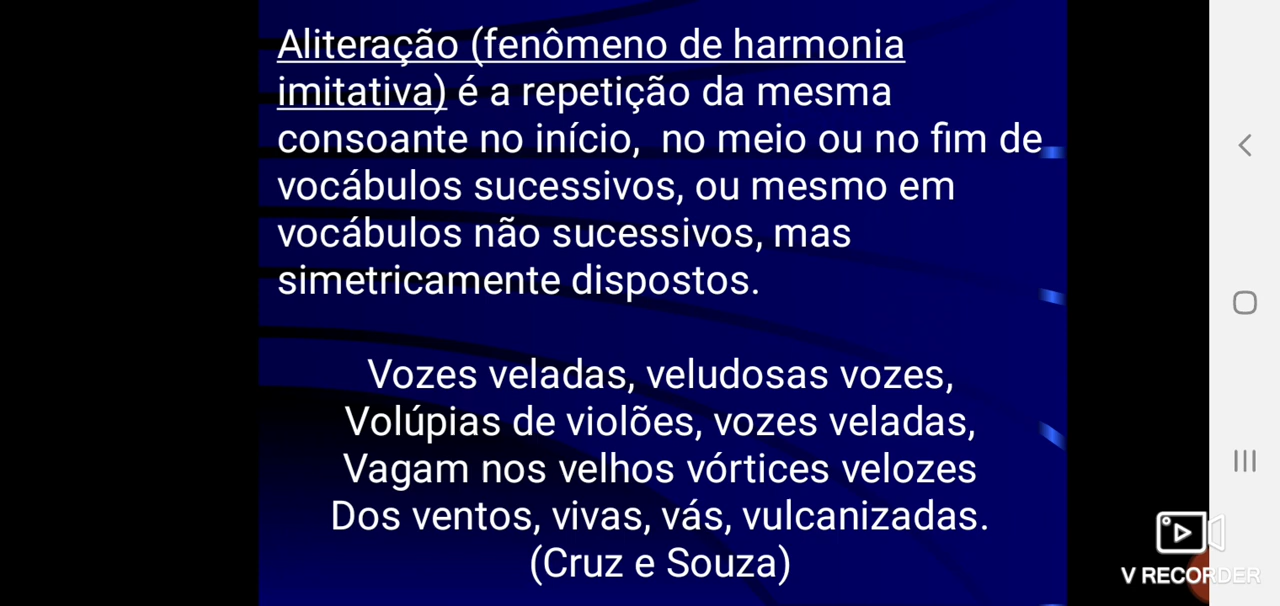 Aliteração (fenômeno de harmonia
imitativa) é a repetição da mesma
consoante no início, no meio ou no fim de
vocábulos sucessivos, ou mesmo em
vocábulos não sucessivos, mas
simetricamente dispostos.
Vozes veladas, veludosas vozes,
Volúpias de violões, vozes veladas,
Vagam nos velhos vórtices velozes
Dos ventos, vivas, vás, vulcanizadas.
(Cruz e Souza)
V RECORDER